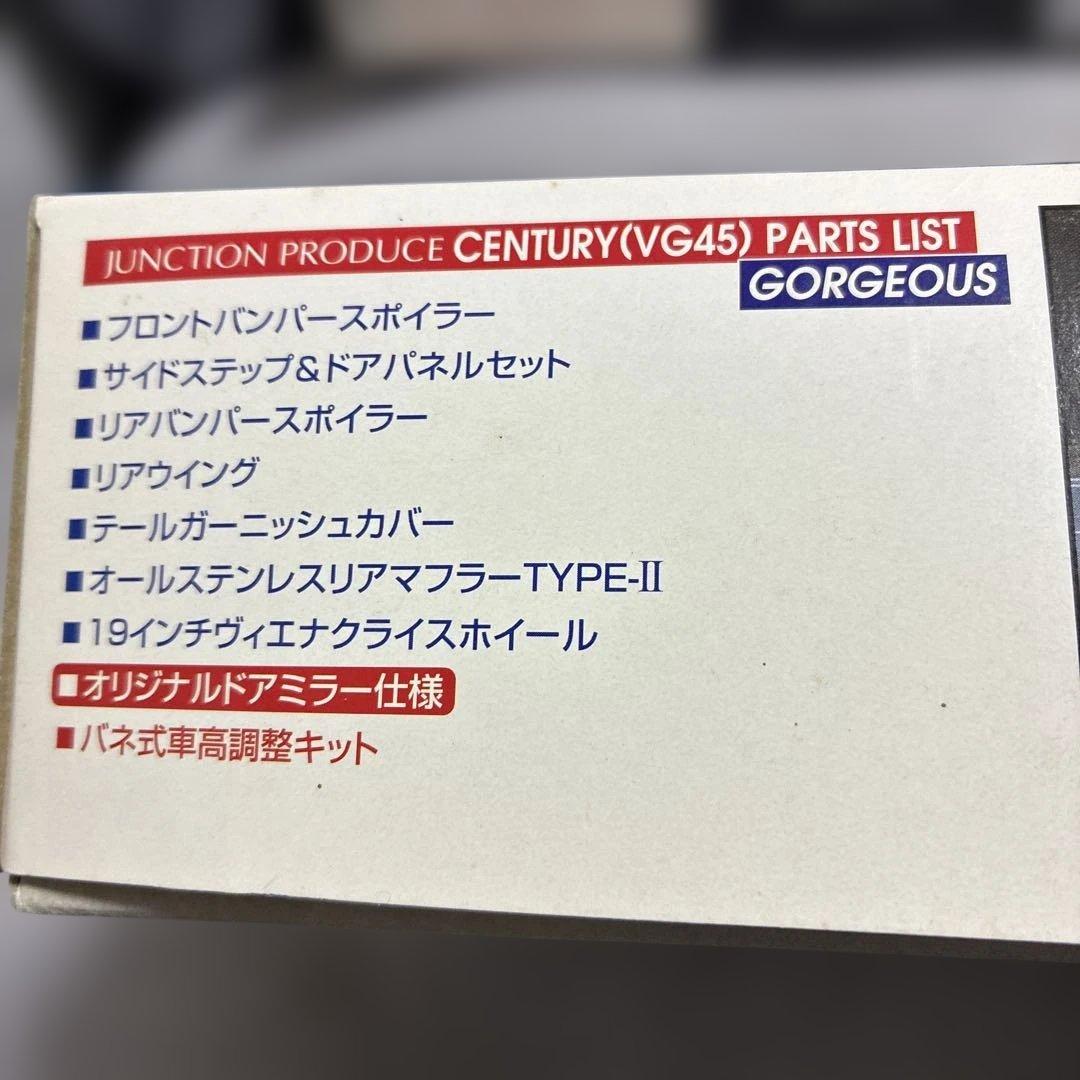 JUNCTION PRODUCE CENTURY(VG45) PARTS LIST
GORGEOUS
■フロントバンパースポイラー
■サイドステップ&ドアパネルセット
■リアバンパースポイラー
■リアウイング
■テールガーニッシュカバー
■オールステンレスリアマフラーTYPE-II
■19インチヴィエナクライスホイール
■オリジナルドアミラー仕様
■バネ式車高調整キット